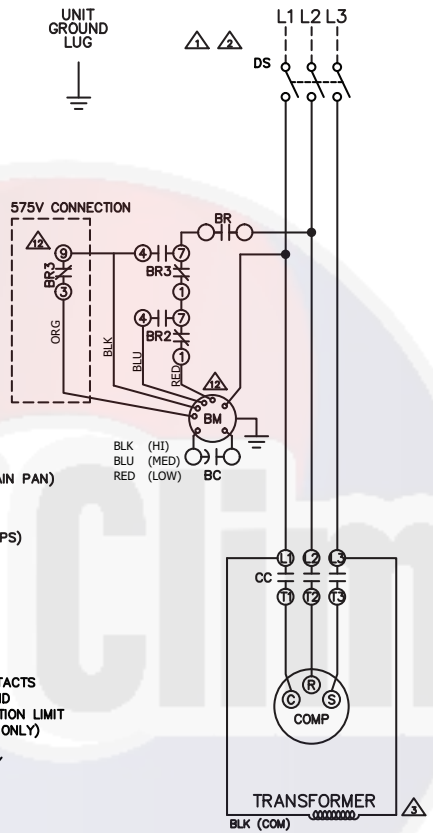 UNIT
GROUND
LUG
1 2
L1 L2 L3
DS
575V CONNECTION
BR
12
9 4 7
BR3 BR3
3 1
4 7
BR2
1
ORG
BLK
BLU
RED
12
BM
BLK (HI)
BLU (MED)
RED (LOW)
BC
AIN PAN)
PS)
L1 L2 L3
CC
T1 T2 T3
TACTS
ND
TION LIMIT
ONLY)
C R S
COMP
TRANSFORMER
3
BLK (COM)
Clim